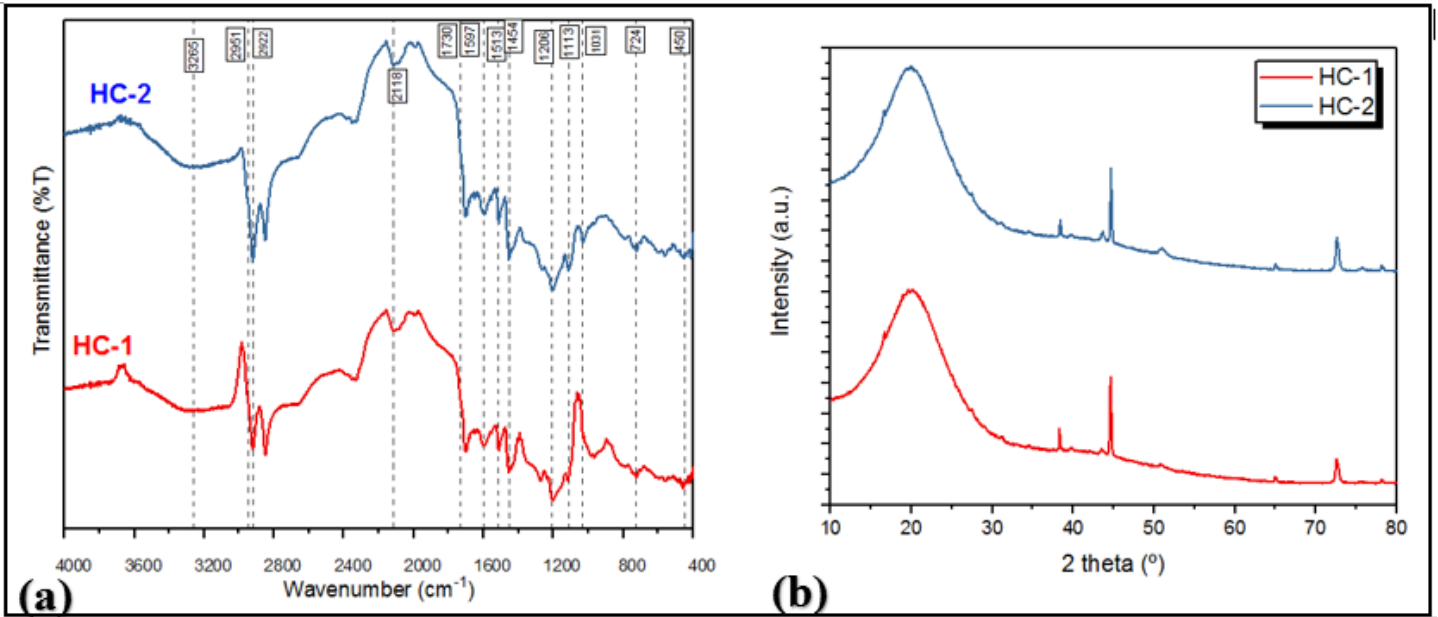 3265
2951
2922
2118
1730
1597
1513
1454
1206
1113
1031
724
450
HC-2
HC-1
Transmittance (%T)
4000 3600 3200 2800 2400 2000 1600 1200 800 400
Wavenumber (cm⁻¹)
(a)
HC-1
HC-2
Intensity (a.u.)
10 20 30 40 50 60 70 80
2 theta (º)
(b)